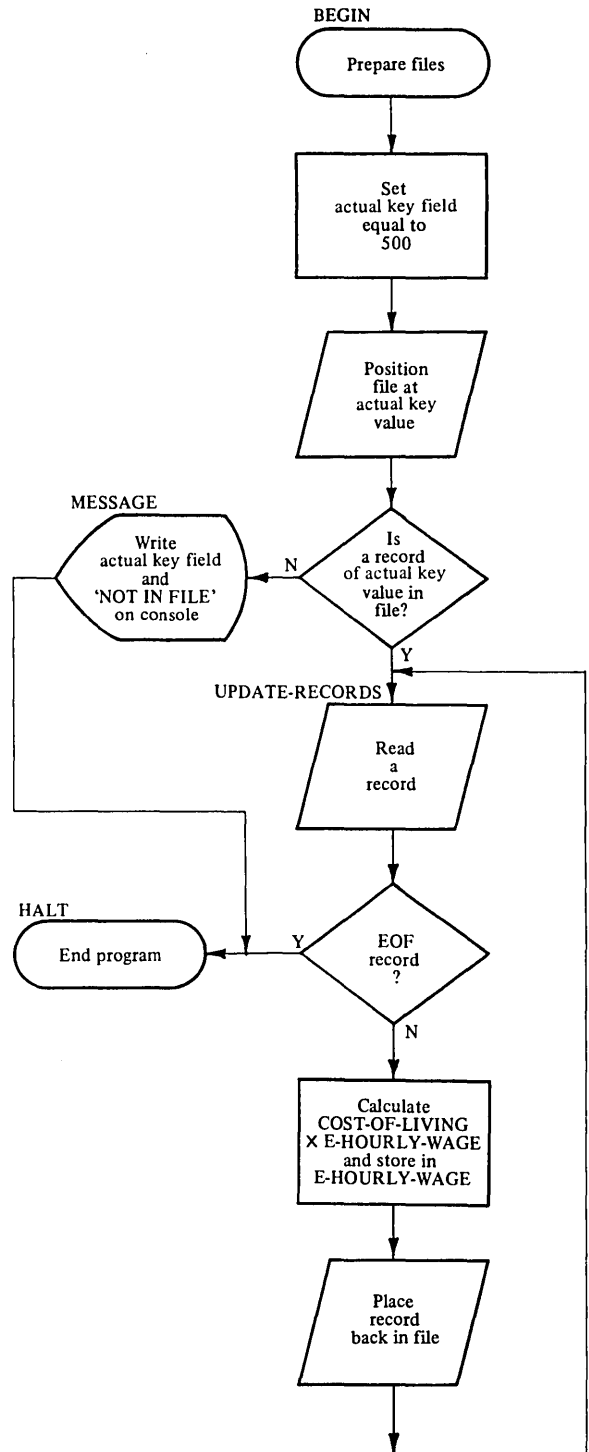 BEGIN
Prepare files
Set
actual key field
equal to
500
Position
file at
actual key
value
MESSAGE
Write
actual key field
and
‘NOT IN FILE’
on console
N
Is
a record
of actual key
value in
file?
Y
UPDATE-RECORDS
Read
a
record
HALT
End program
Y
EOF
record
?
N
Calculate
COST-OF-LIVING
X E-HOURLY-WAGE
and store in
E-HOURLY-WAGE
Place
record
back in file